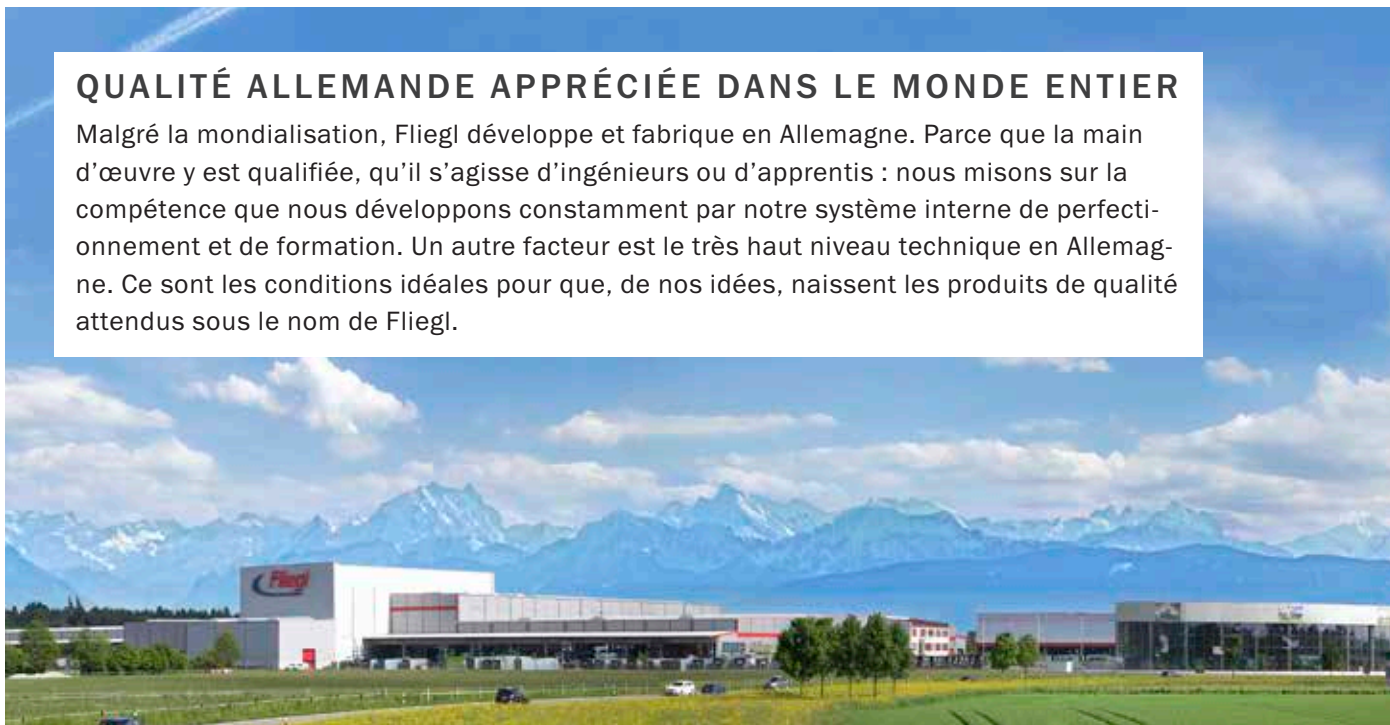 QUALITÉ ALLEMANDE APPRÉCIÉE DANS LE MONDE ENTIER
Malgré la mondialisation, Fliegl développe et fabrique en Allemagne. Parce que la main
d’œuvre y est qualifiée, qu’il s’agisse d’ingénieurs ou d’apprentis : nous misons sur la
compétence que nous développons constamment par notre système interne de perfecti-
onnement et de formation. Un autre facteur est le très haut niveau technique en Allemag-
ne. Ce sont les conditions idéales pour que, de nos idées, naissent les produits de qualité
attendus sous le nom de Fliegl.
Fliegl